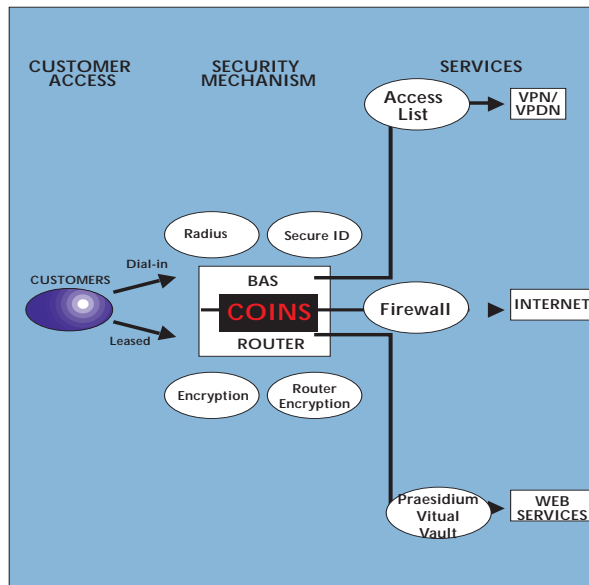 CUSTOMER
ACCESS
SECURITY
MECHANISM
SERVICES
Access
List
VPN/
VPDN
Radius
Secure ID
Dial-in
CUSTOMERS
BAS
COINS
Firewall
INTERNET
Leased
ROUTER
Encryption
Router
Encryption
Praesidium
Vitual
Vault
WEB
SERVICES